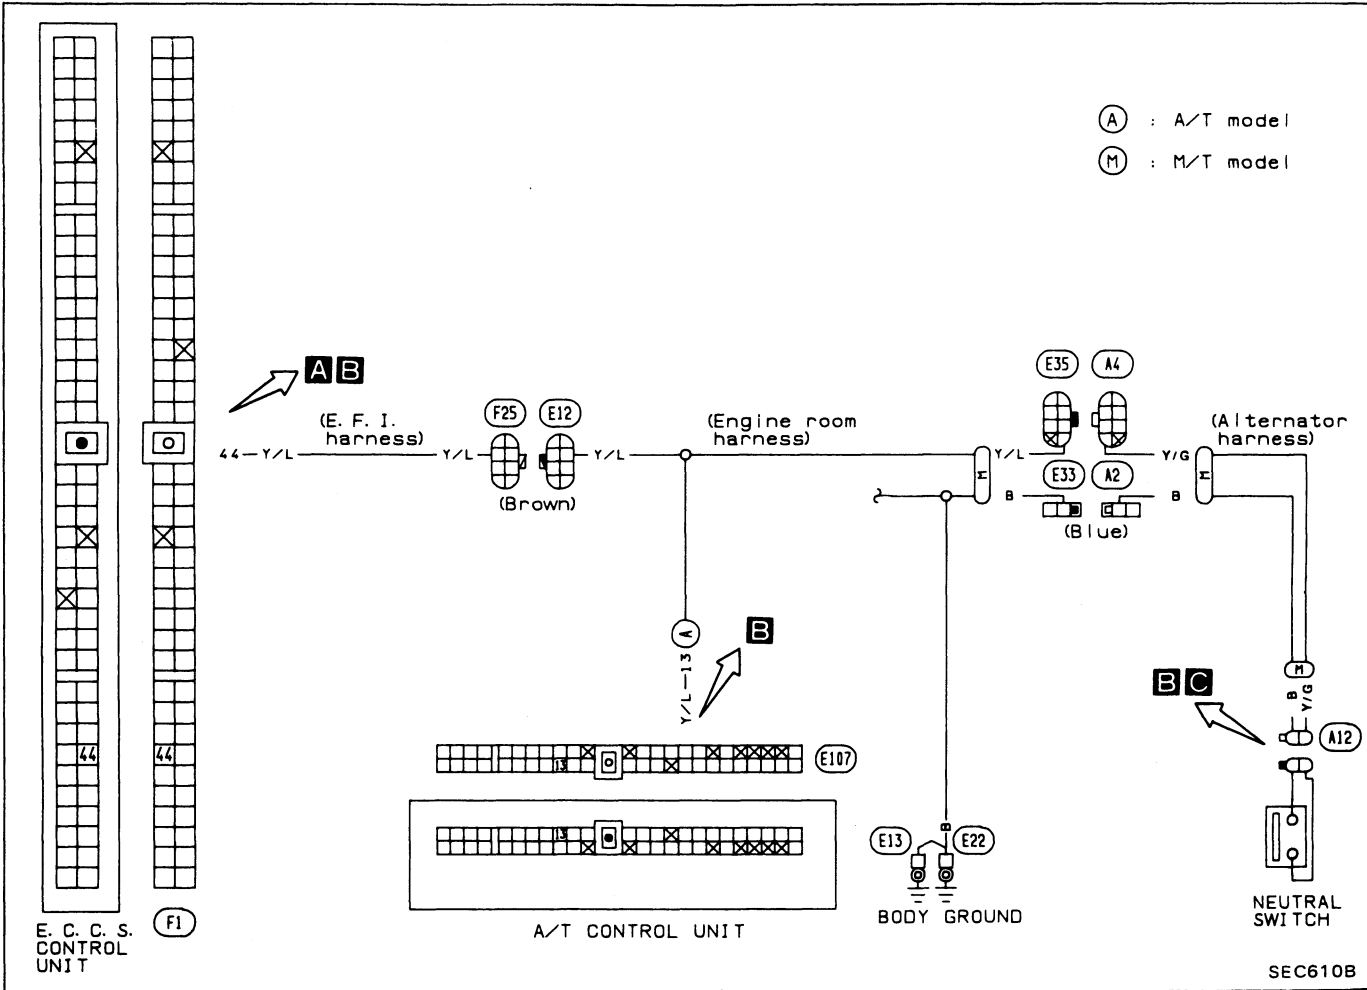 A : A/T model
M : M/T model
A B
E35 A4
F25 E12
(E. F. I.
harness)
(Engine room
harness)
(Alternator
harness)
44 Y/L Y/L Y/L
M Y/L Y/G M
(Brown)
E33 A2
B B
(Blue)
A
B
Y/L 13
M
B Y/G
B C
A12
44 44
13
E107
13
B
E13 E22
BODY GROUND
NEUTRAL
SWITCH
E. C. C. S.
CONTROL
UNIT
F1
A/T CONTROL UNIT
SEC610B